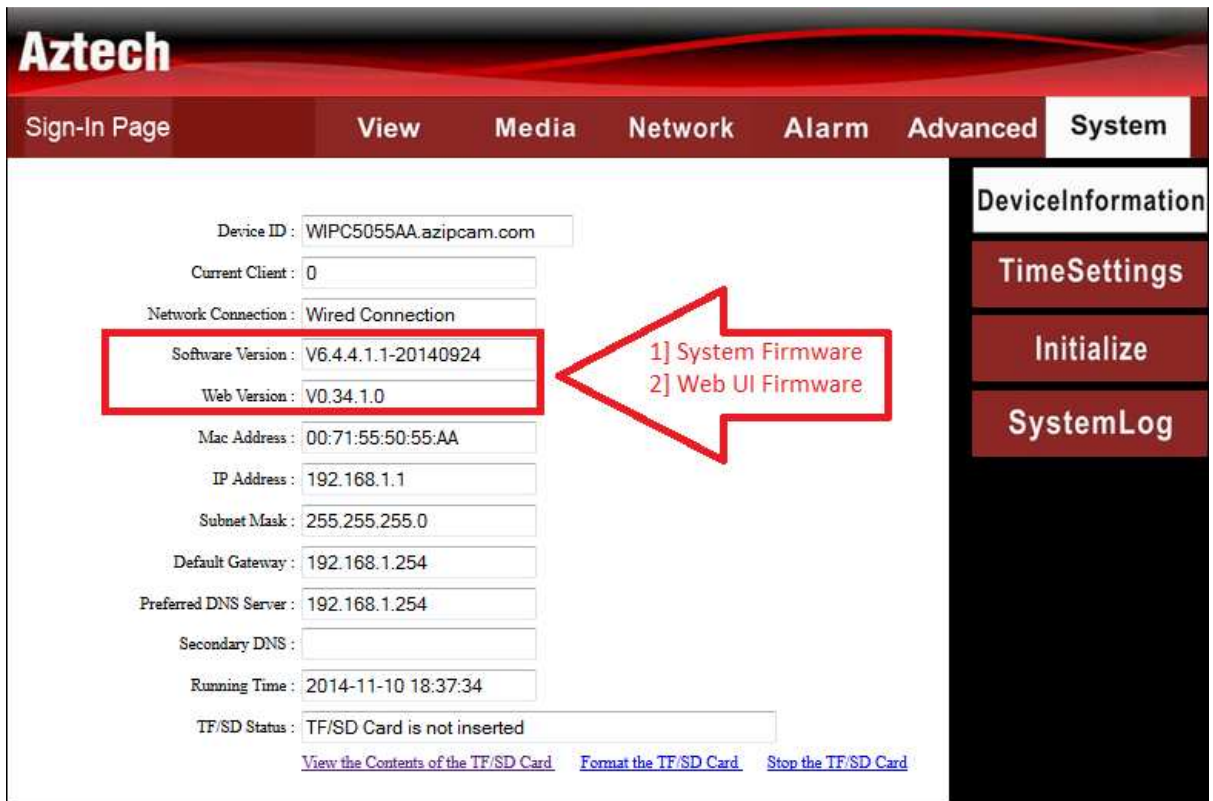 Aztech
Sign-In Page View Media Network Alarm Advanced System
DeviceInformation
TimeSettings
Initialize
SystemLog
Device ID : WIPC5055AA.azipcam.com
Current Client : 0
Network Connection : Wired Connection
Software Version : V6.4.4.1.1-20140924
Web Version : V0.34.1.0
1] System Firmware
2] Web UI Firmware
Mac Address : 00:71:55:50:55:AA
IP Address : 192.168.1.1
Subnet Mask : 255.255.255.0
Default Gateway : 192.168.1.254
Preferred DNS Server : 192.168.1.254
Secondary DNS :
Running Time : 2014-11-10 18:37:34
TF/SD Status : TF/SD Card is not inserted
View the Contents of the TF/SD Card Format the TF/SD Card Stop the TF/SD Card